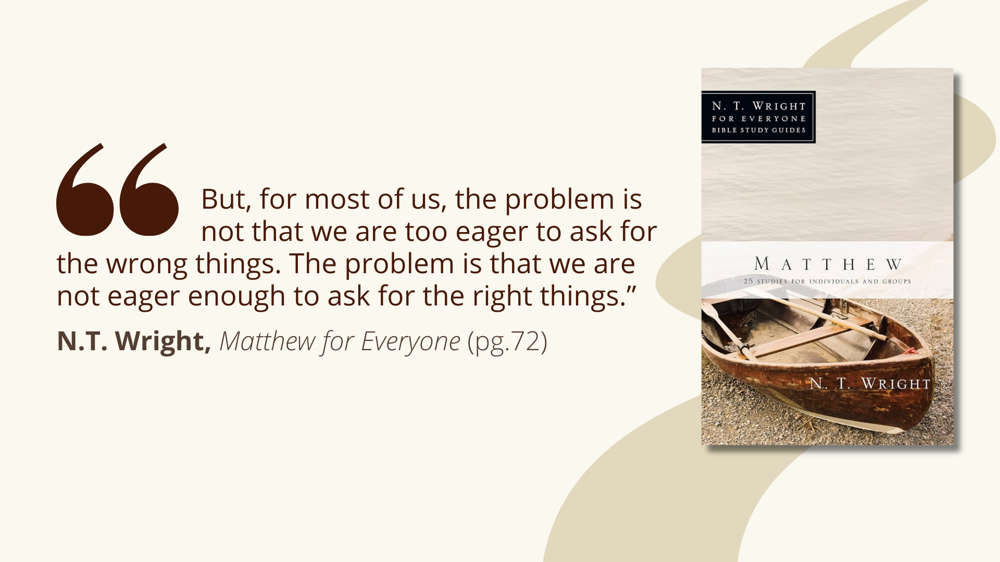 “
But, for most of us, the problem is
not that we are too eager to ask for
the wrong things. The problem is that we are
not eager enough to ask for the right things.”
N.T. Wright, Matthew for Everyone (pg.72)
N. T. WRIGHT
FOR EVERYONE
BIBLE STUDY GUIDES
MATTHEW
25 STUDIES FOR INDIVIDUALS AND GROUPS
N. T. WRIGHT